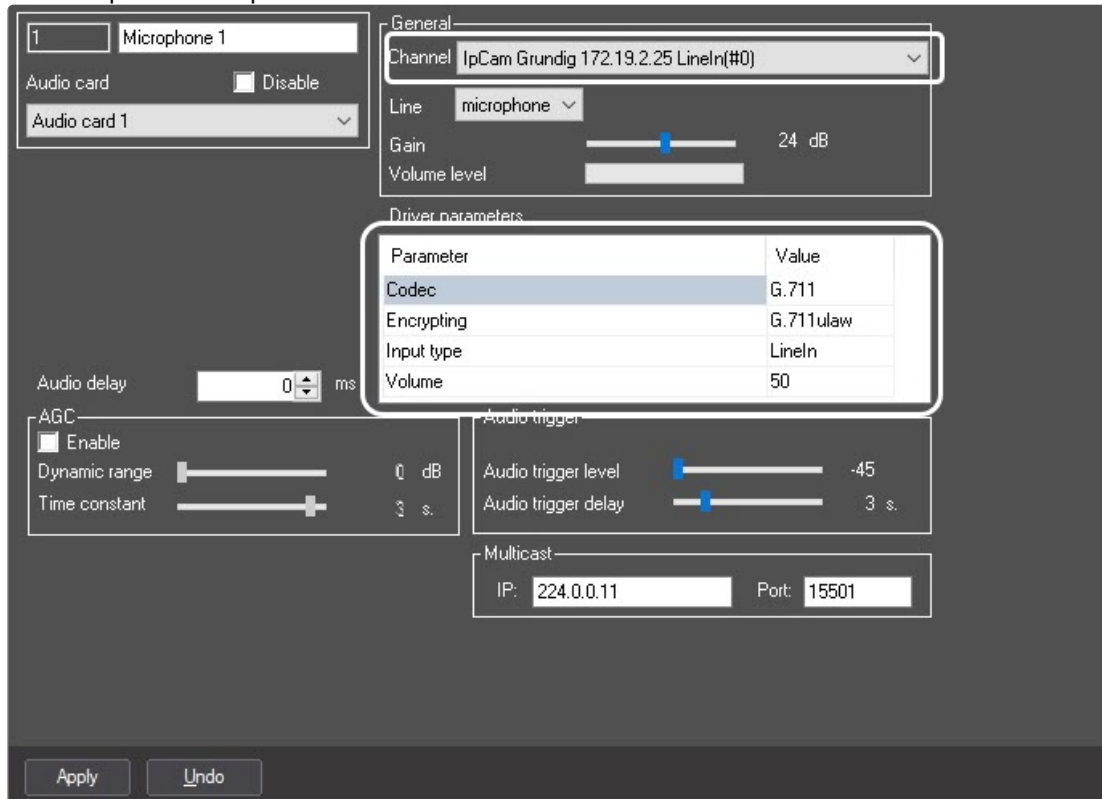 1 Microphone 1
Audio card Disable
Audio card 1
General
Channel IpCam Grundig 172.19.2.25 LineIn(#0)
Line microphone
Gain 24 dB
Volume level
Driver parameters
Parameter Value
Codec G.711
Encrypting G.711ulaw
Input type LineIn
Volume 50
Audio delay 0 ms
AGC
Enable
Dynamic range 0 dB
Time constant 3 s.
Audio trigger
Audio trigger level -45
Audio trigger delay 3 s.
Multicast
IP: 224.0.0.11 Port: 15501
Apply Undo